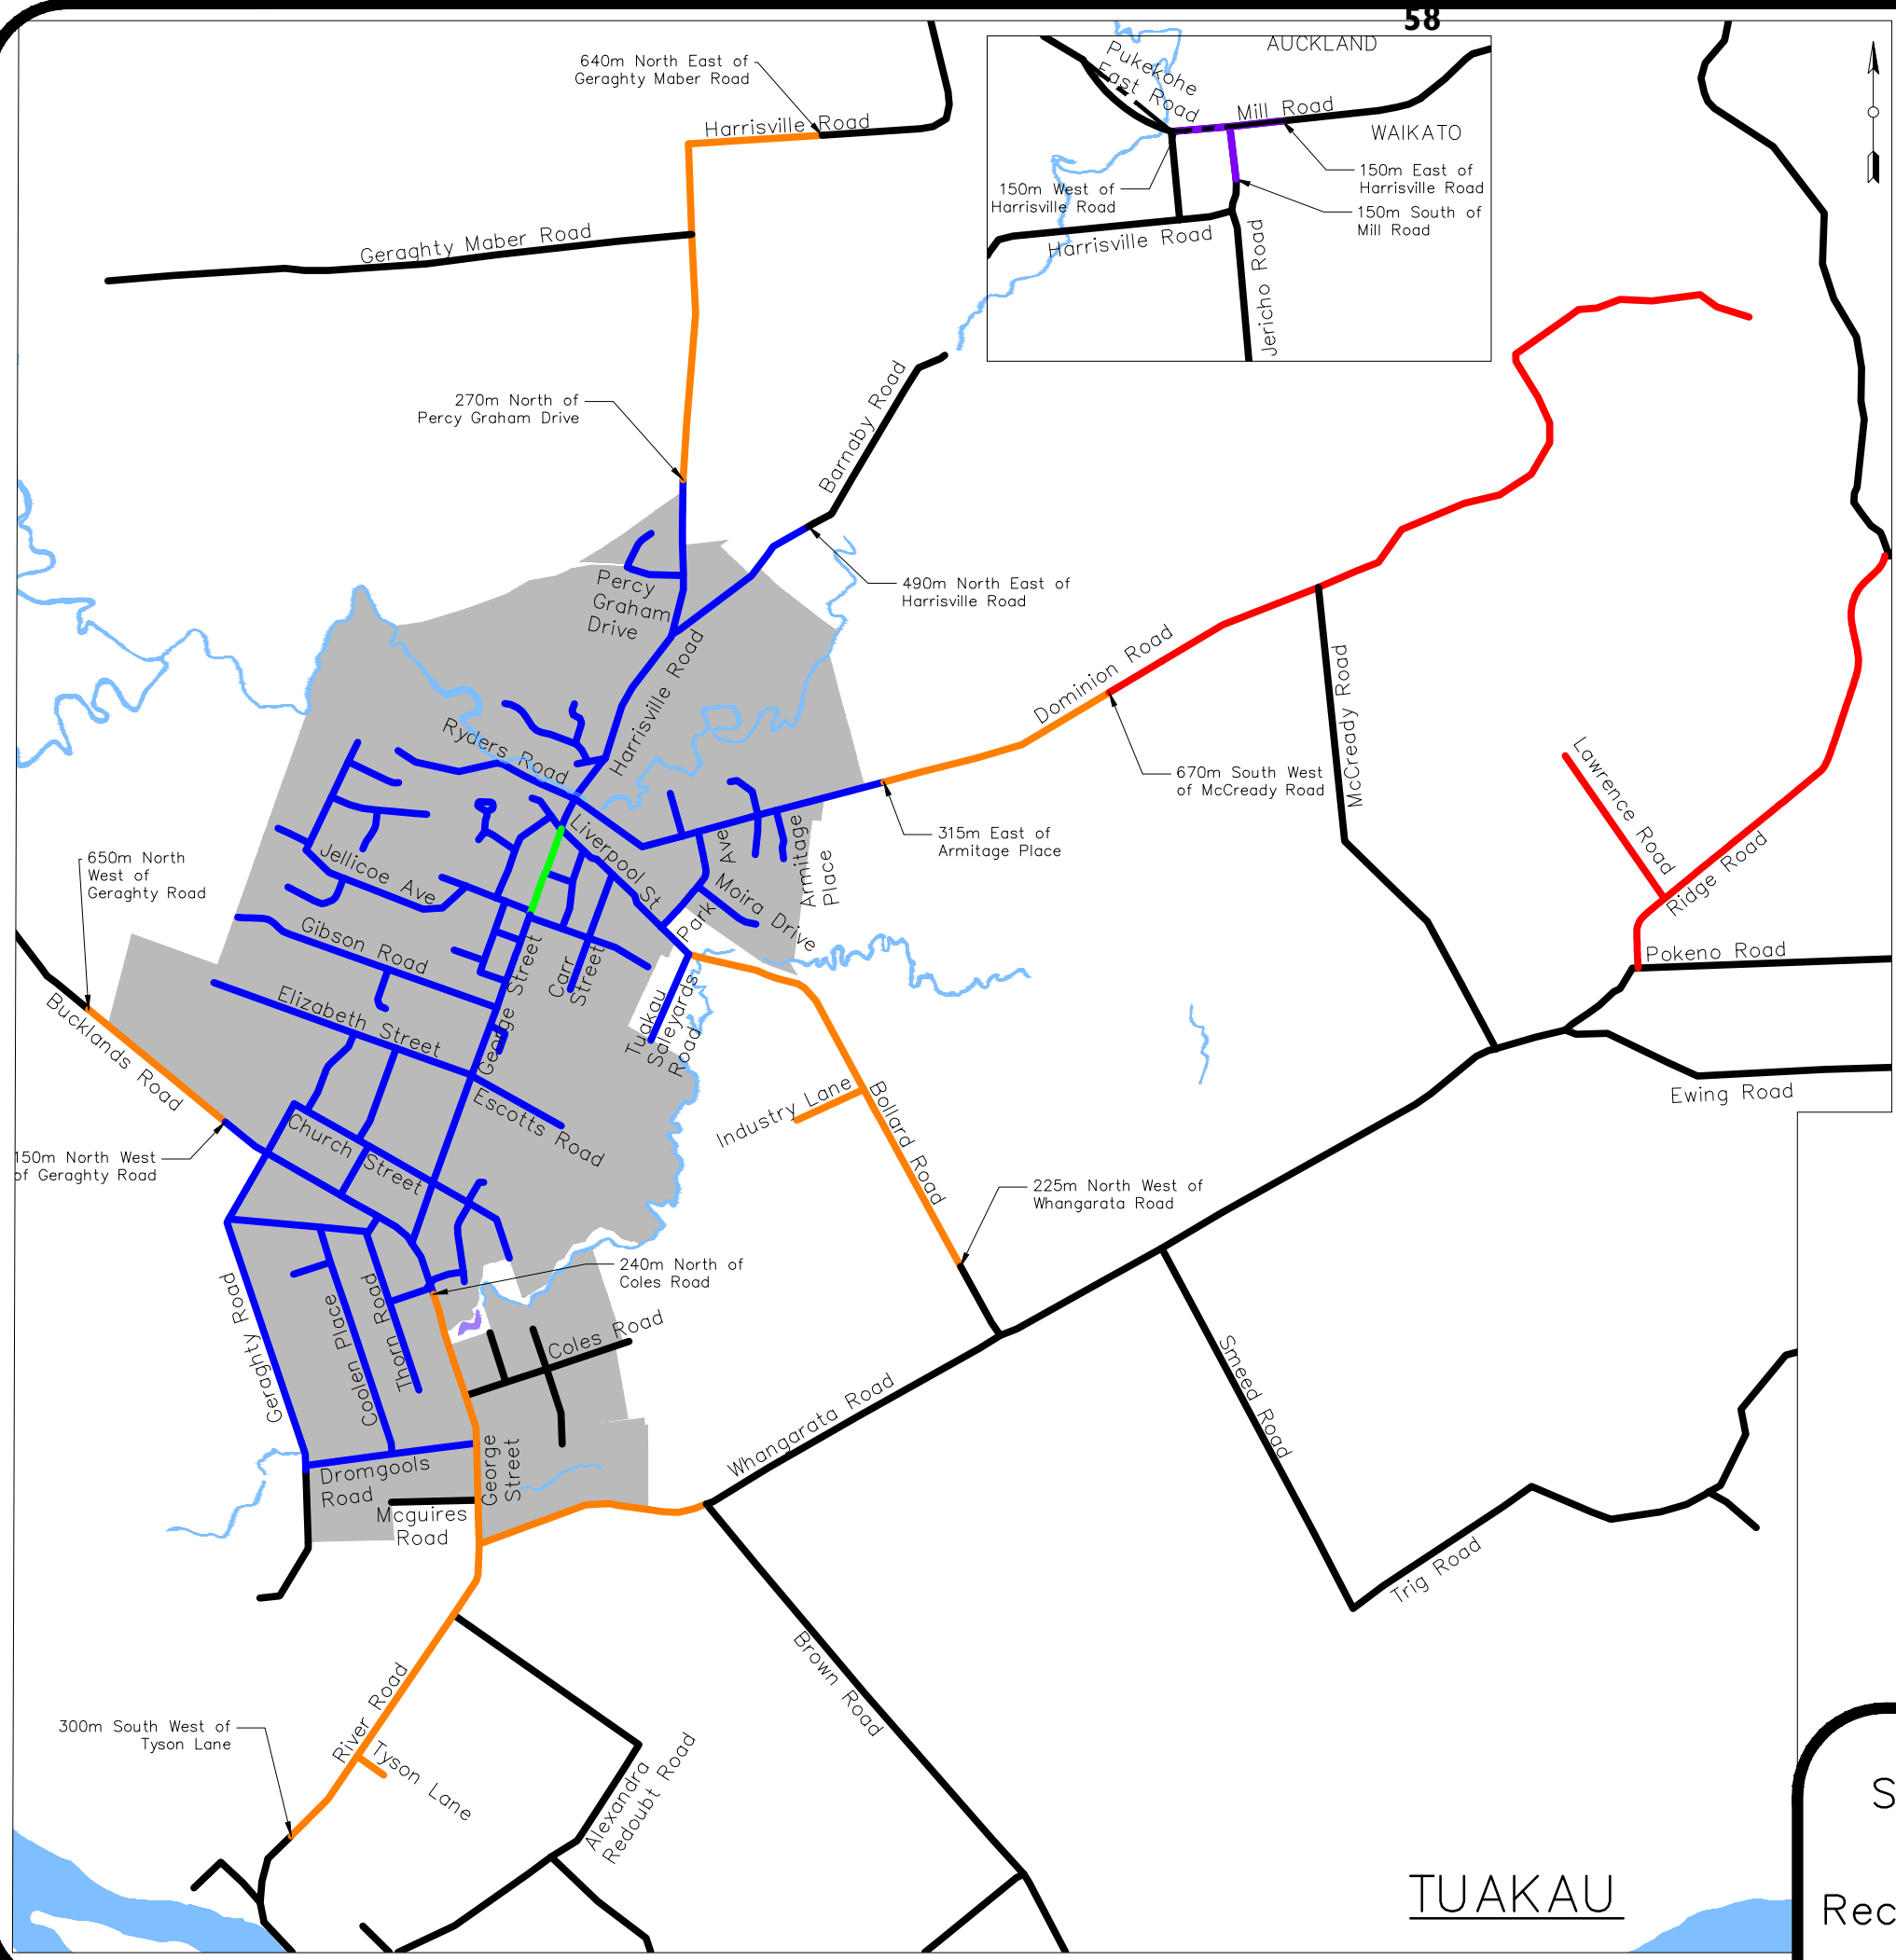 58
640m North East of
Geraghty Maber Road
Harrisville Road
AUCKLAND
Pukekohe
East Road
Mill Road
WAIKATO
150m East of
Harrisville Road
150m West of
Harrisville Road
150m South of
Mill Road
Harrisville Road
Jericho Road
Geraghty Maber Road
270m North of
Percy Graham Drive
Barnaby Road
Percy
Graham
Drive
490m North East of
Harrisville Road
Harrisville Road
Dominion Road
McCready Road
Ryders Road
670m South West
of McCready Road
Lawrence Road
Ridge Road
Liverpool St
315m East of
Armitage Place
Armitage
Place
Park
Ave
Moira Drive
650m North
West of
Geraghty Road
Jellicoe Ave
Gibson Road
Carr
Street
George Street
Pokeno Road
Elizabeth Street
Tuakau
Saleyards
Road
Bucklands Road
Escotts Road
Industry Lane
Bollard Road
Ewing Road
Church Street
150m North West
of Geraghty Road
225m North West of
Whangarata Road
240m North of
Coles Road
Geraghty Road
Coolen Place
Thorn Road
Coles Road
Smeed Road
Whangarata Road
George
Street
Dromgools
Road
Mcguires
Road
Trig Road
Brown Road
River Road
300m South West of
Tyson Lane
Tyson Lane
Alexandra
Redoubt Road
S
TUAKAU
Rec